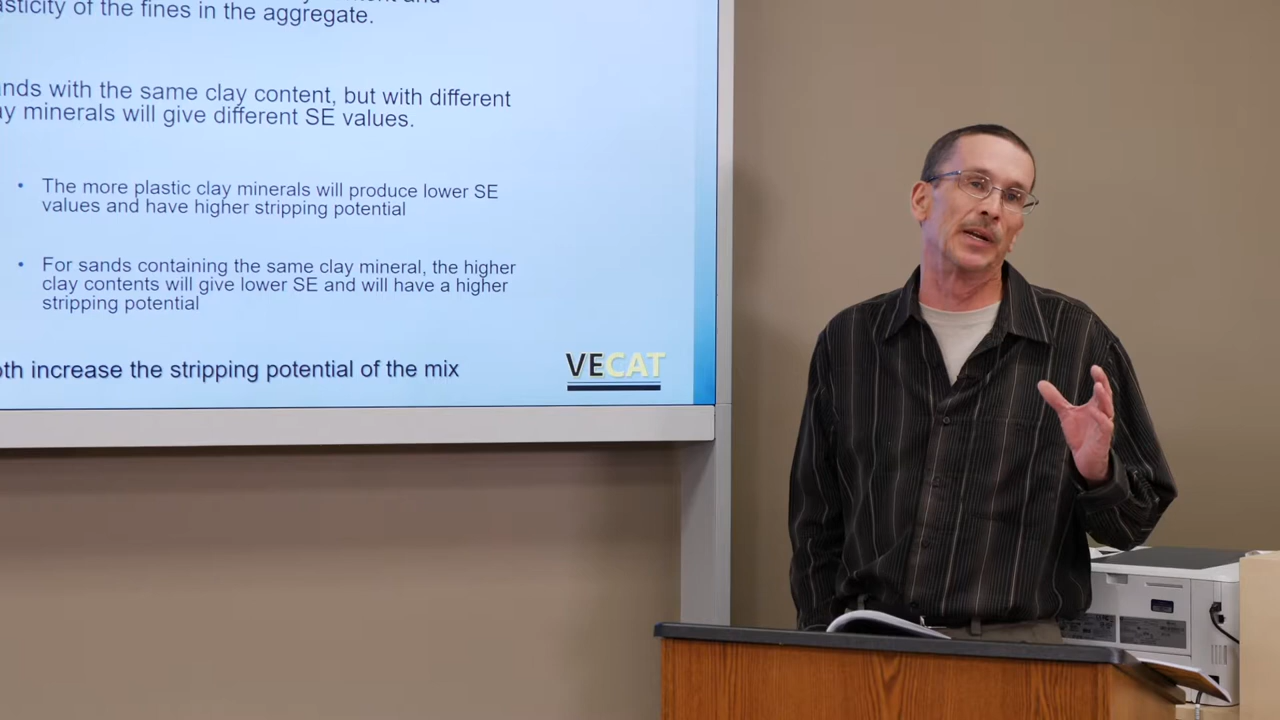 asticity of the fines in the aggregate.
nds with the same clay content, but with different
y minerals will give different SE values.
• The more plastic clay minerals will produce lower SE
values and have higher stripping potential
• For sands containing the same clay mineral, the higher
clay contents will give lower SE and will have a higher
stripping potential
oth increase the stripping potential of the mix
VECAT